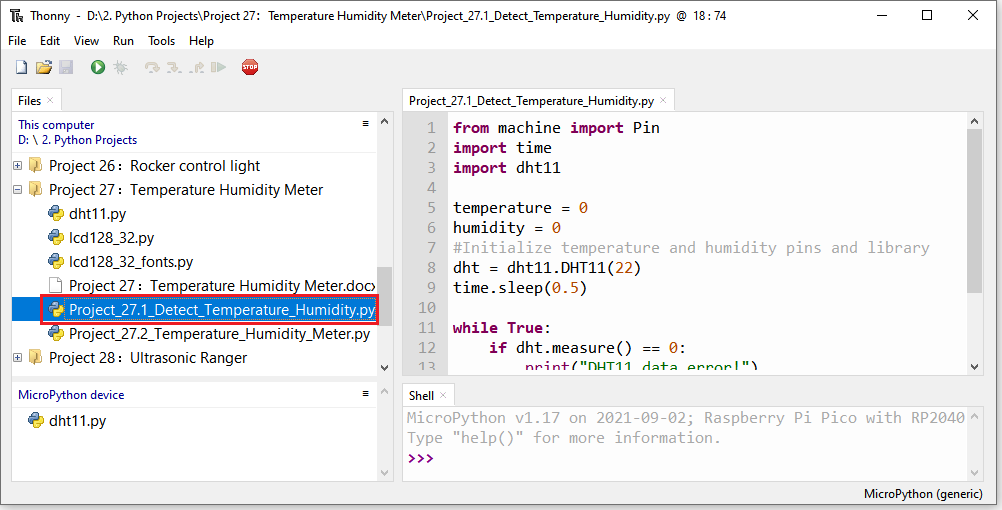 Thonny - D:\2. Python Projects\Project 27：Temperature Humidity Meter\Project_27.1_Detect_Temperature_Humidity.py @ 18 : 74
File Edit View Run Tools Help
STOP
Files ×
This computer
D: \ 2. Python Projects
Project 26：Rocker control light
Project 27：Temperature Humidity Meter
dht11.py
lcd128_32.py
lcd128_32_fonts.py
Project 27：Temperature Humidity Meter.docx
Project_27.1_Detect_Temperature_Humidity.py
Project_27.2_Temperature_Humidity_Meter.py
Project 28：Ultrasonic Ranger
MicroPython device
dht11.py
Project_27.1_Detect_Temperature_Humidity.py ×
1 from machine import Pin
2 import time
3 import dht11
4
5 temperature = 0
6 humidity = 0
7 #Initialize temperature and humidity pins and library
8 dht = dht11.DHT11(22)
9 time.sleep(0.5)
10
11 while True:
12 if dht.measure() == 0:
13 print("DHT11 data error!")
Shell ×
MicroPython v1.17 on 2021-09-02; Raspberry Pi Pico with RP2040
Type "help()" for more information.
>>>
MicroPython (generic)